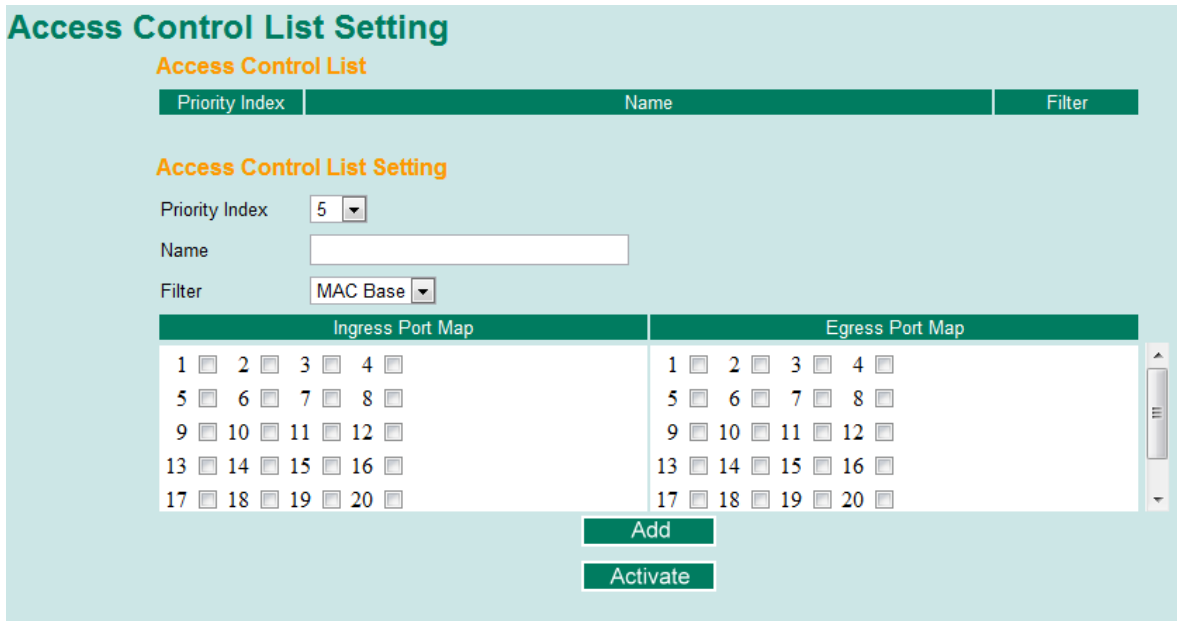 Access Control List Setting
Access Control List
Priority Index Name Filter
Access Control List Setting
Priority Index 5
Name
Filter MAC Base
Ingress Port Map Egress Port Map
1 2 3 4 1 2 3 4
5 6 7 8 5 6 7 8
9 10 11 12 9 10 11 12
13 14 15 16 13 14 15 16
17 18 19 20 17 18 19 20
Add
Activate